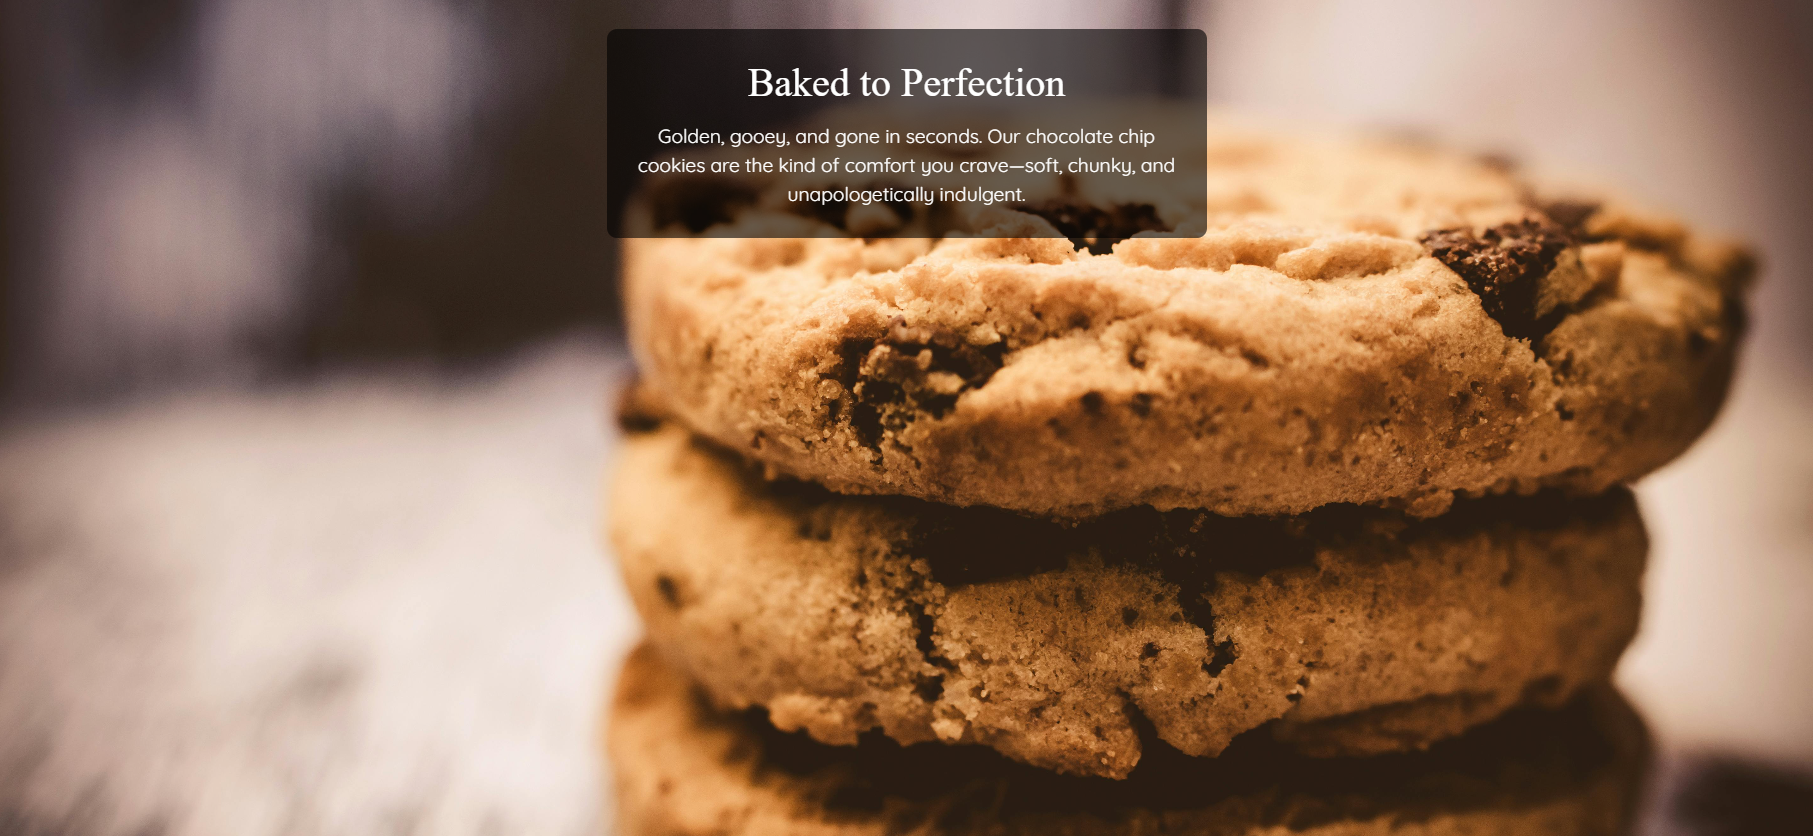 Baked to Perfection
Golden, gooey, and gone in seconds. Our chocolate chip
cookies are the kind of comfort you crave—soft, chunky, and
unapologetically indulgent.